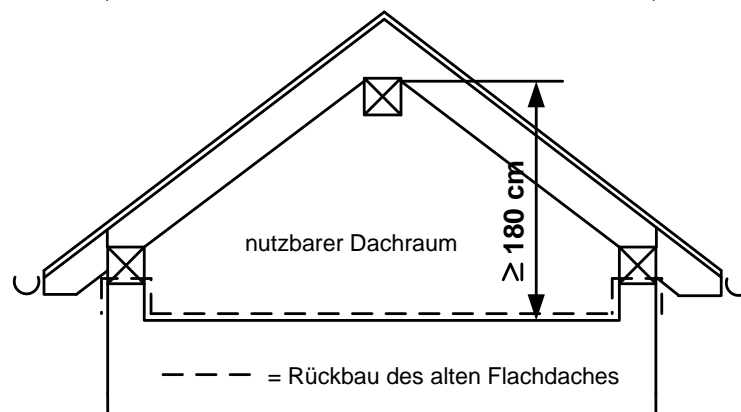 ≥ 180 cm
nutzbarer Dachraum
= Rückbau des alten Flachdaches